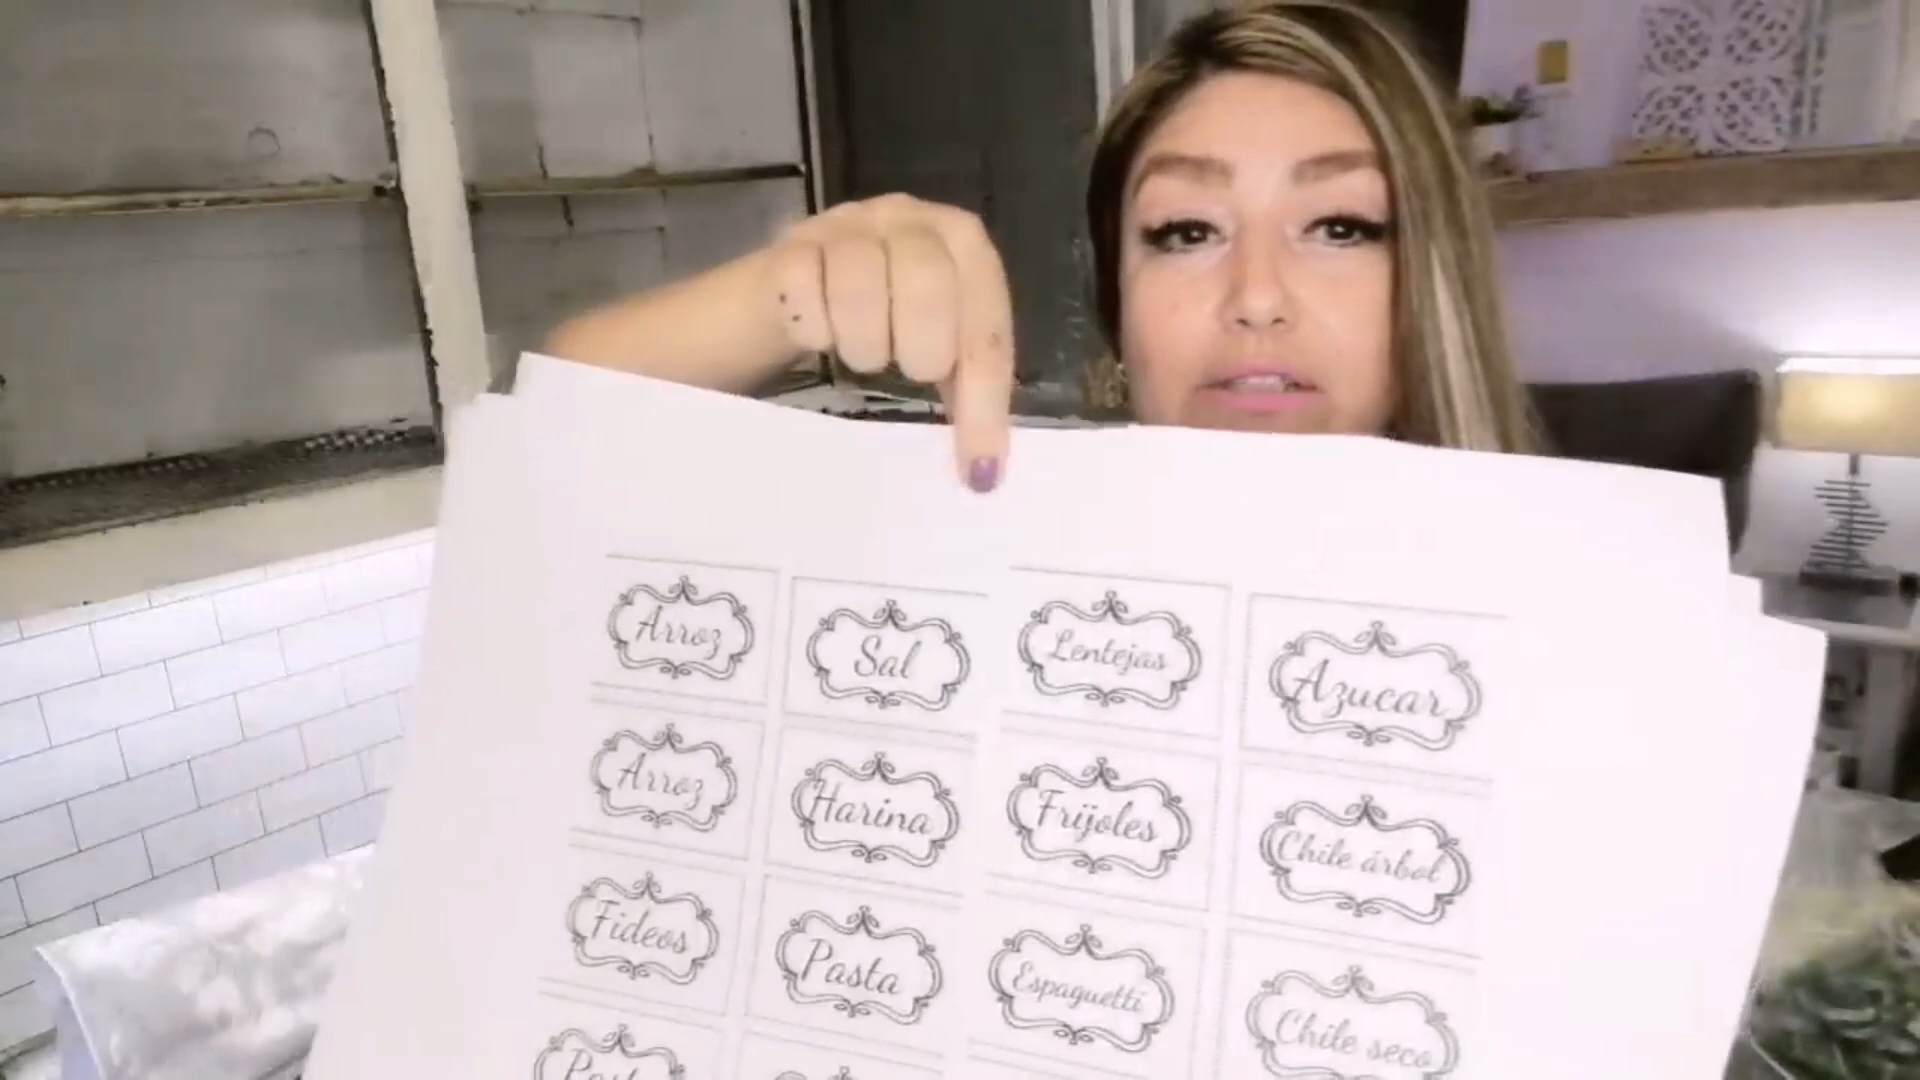 Arroz
Sal
Lentejas
Azucar
Arroz
Harina
Frijoles
Chile árbol
Fideos
Pasta
Espaguetti
Chile seco